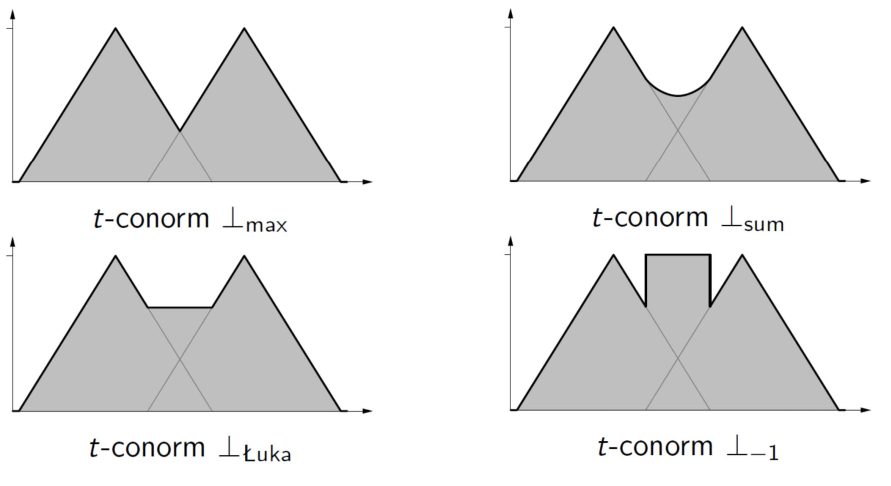 t-conorm ⊥max
t-conorm ⊥sum
t-conorm ⊥Łuka
t-conorm ⊥−1